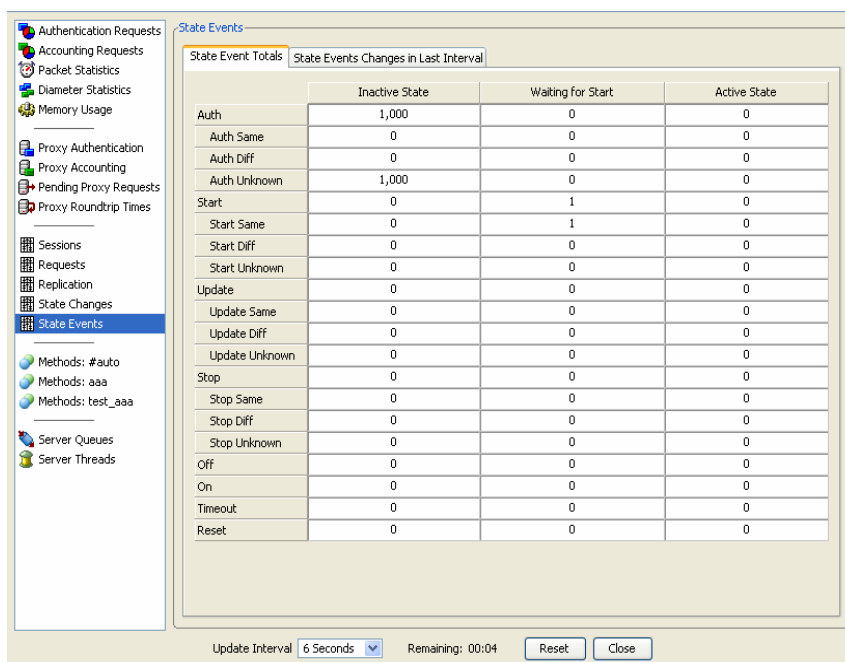 Authentication Requests
Accounting Requests
Packet Statistics
Diameter Statistics
Memory Usage
Proxy Authentication
Proxy Accounting
Pending Proxy Requests
Proxy Roundtrip Times
Sessions
Requests
Replication
State Changes
State Events
Methods: #auto
Methods: aaa
Methods: test_aaa
Server Queues
Server Threads
State Events
State Event Totals State Events Changes in Last Interval
Inactive State Waiting for Start Active State
Auth 1,000 0 0
Auth Same 0 0 0
Auth Diff 0 0 0
Auth Unknown 1,000 0 0
Start 0 1 0
Start Same 0 1 0
Start Diff 0 0 0
Start Unknown 0 0 0
Update 0 0 0
Update Same 0 0 0
Update Diff 0 0 0
Update Unknown 0 0 0
Stop 0 0 0
Stop Same 0 0 0
Stop Diff 0 0 0
Stop Unknown 0 0 0
Off 0 0 0
On 0 0 0
Timeout 0 0 0
Reset 0 0 0
Update Interval 6 Seconds Remaining: 00:04 Reset Close